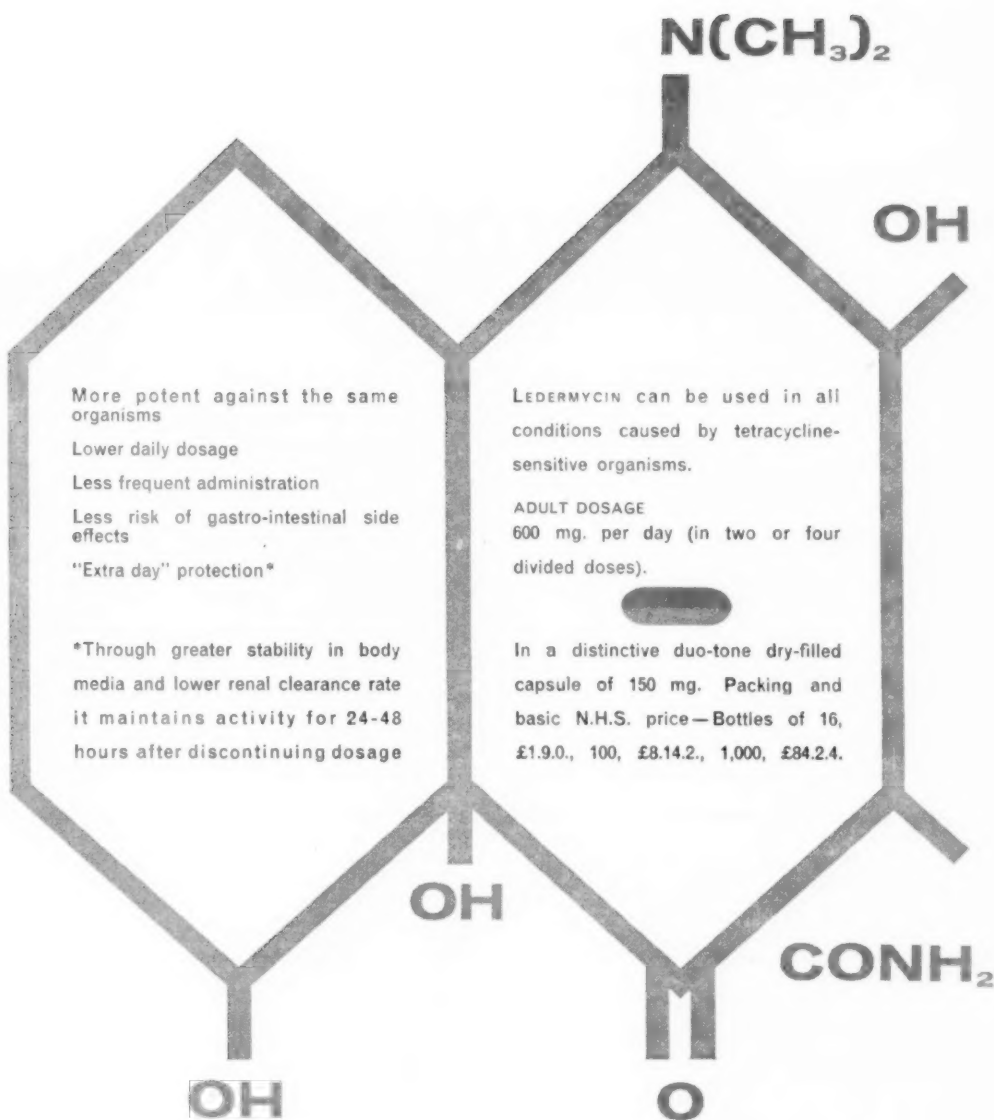 N(CH₃)₂
OH
More potent against the same
organisms
Lower daily dosage
Less frequent administration
Less risk of gastro-intestinal side
effects
"Extra day" protection*
*Through greater stability in body
media and lower renal clearance rate
it maintains activity for 24-48
hours after discontinuing dosage
LEDERMYCIN can be used in all
conditions caused by tetracycline-
sensitive organisms.
ADULT DOSAGE
600 mg. per day (in two or four
divided doses).
In a distinctive duo-tone dry-filled
capsule of 150 mg. Packing and
basic N.H.S. price—Bottles of 16,
£1.9.0., 100, £8.14.2., 1,000, £84.2.4.
OH
CONH₂
OH
O